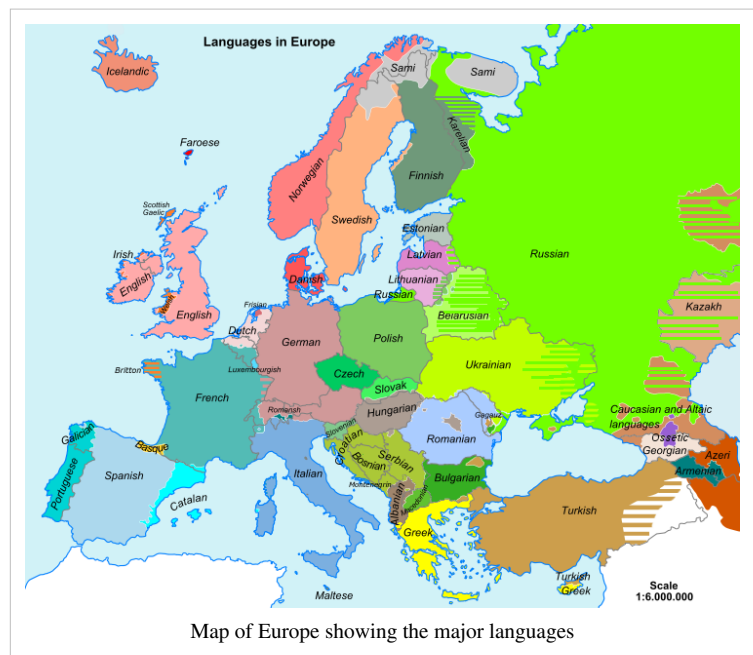 Languages in Europe
Icelandic
Sami
Sami
Faroese
Norwegian
Karelian
Finnish
Scottish
Gaelic
Swedish
Estonian
Russian
Irish
Latvian
English
Danish
Lithuanian
Welsh
Russian
Kazakh
Frisian
Belarusian
English
Detch
German
Polish
Britton
Luxembourgish
Czech
Ukrainian
Slovak
French
Romansh
Hungarian
Gagauz
Caucasian and Altaic
languages
Galician
Slovenian
Croatian
Romanian
Ossetic
Basque
Georgian
Azeri
Serbian
Bosnian
Armenian
Portuguese
Spanish
Italian
Bulgarian
Montenegrin
Catalan
Albanian
Macedonian
Turkish
Greek
Turkish
Greek
Scale
1:6.000.000
Maltese
Map of Europe showing the major languages